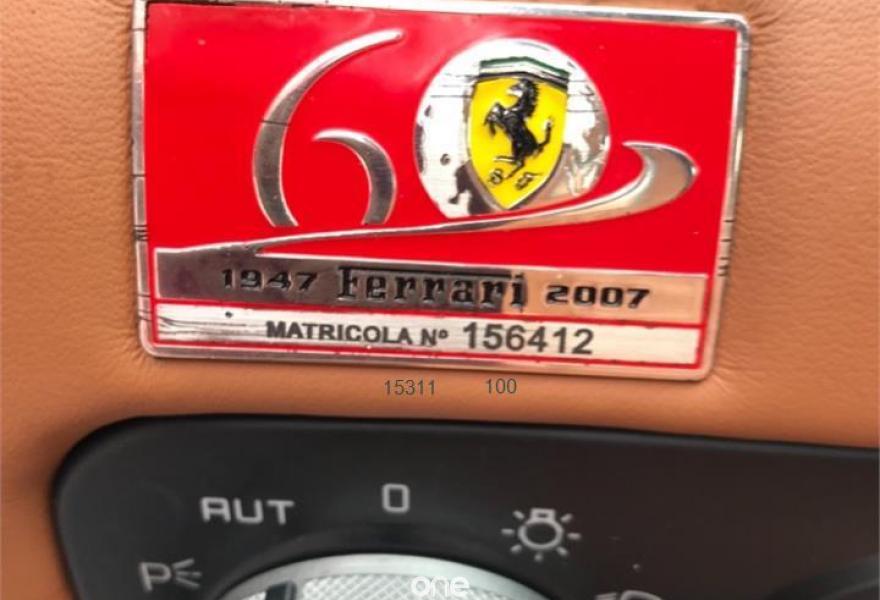 60
1947 Ferrari 2007
MATRICOLA Nº 156412
15311 100
AUT 0
P
one